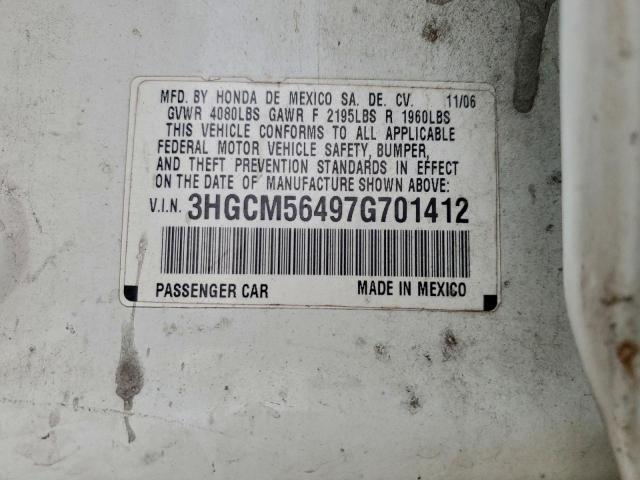 MFD. BY HONDA DE MEXICO SA. DE. CV. 11/06
GVWR 4080LBS GAWR F 2195LBS R 1960LBS
THIS VEHICLE CONFORMS TO ALL APPLICABLE
FEDERAL MOTOR VEHICLE SAFETY, BUMPER,
AND THEFT PREVENTION STANDARDS IN EFFECT
ON THE DATE OF MANUFACTURE SHOWN ABOVE:
V.I.N. 3HGCM56497G701412
PASSENGER CAR MADE IN MEXICO